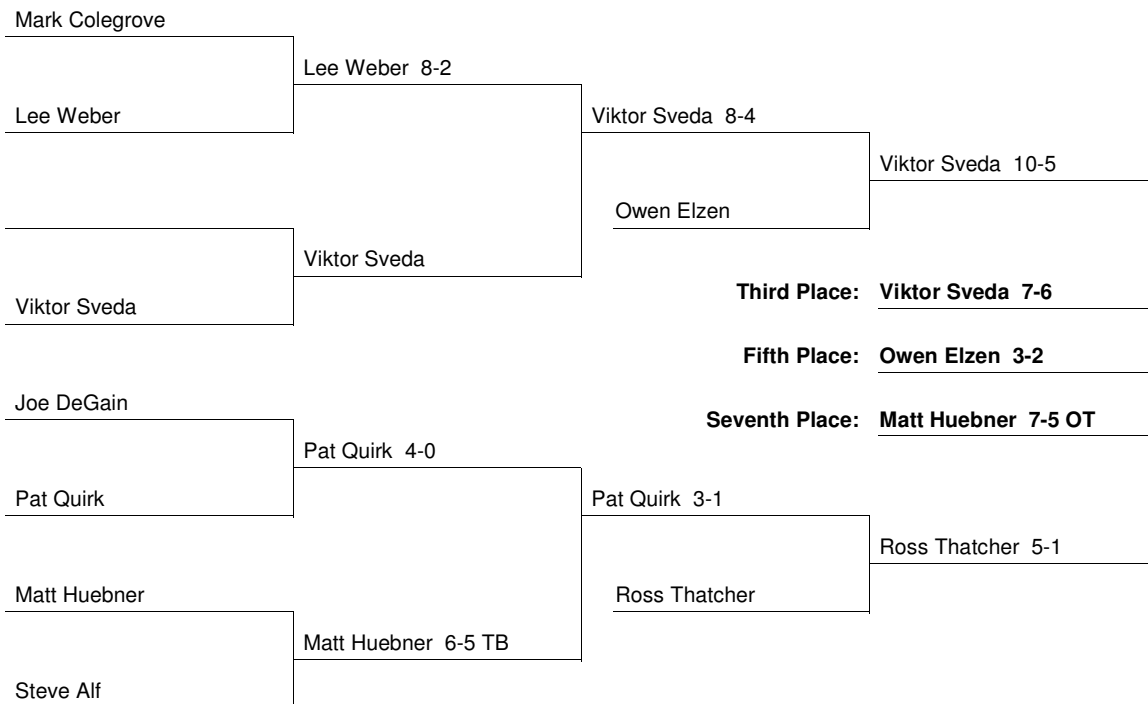 Mark Colegrove
Lee Weber 8-2
Lee Weber
Viktor Sveda 8-4
Viktor Sveda 10-5
Owen Elzen
Viktor Sveda
Viktor Sveda
Third Place: Viktor Sveda 7-6
Fifth Place: Owen Elzen 3-2
Joe DeGain
Seventh Place: Matt Huebner 7-5 OT
Pat Quirk 4-0
Pat Quirk
Pat Quirk 3-1
Ross Thatcher 5-1
Matt Huebner
Ross Thatcher
Matt Huebner 6-5 TB
Steve Alf